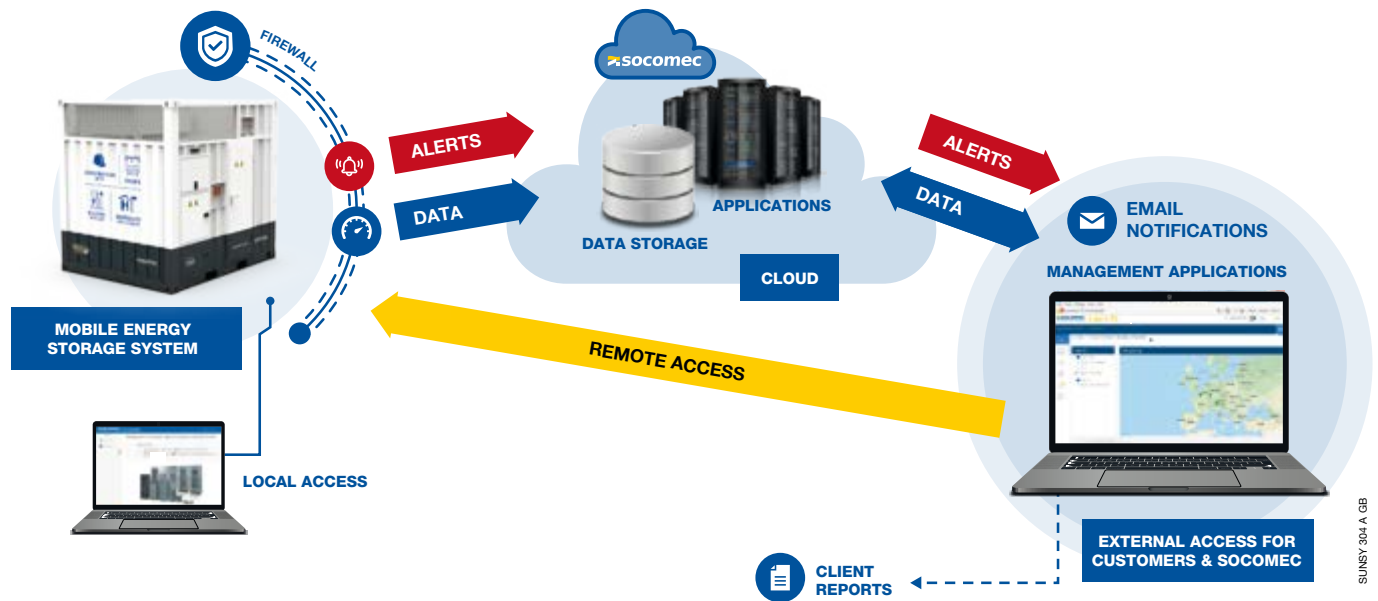 FIREWALL
socomec
ALERTS
DATA
APPLICATIONS
DATA STORAGE
CLOUD
ALERTS
DATA
EMAIL
NOTIFICATIONS
MANAGEMENT APPLICATIONS
MOBILE ENERGY
STORAGE SYSTEM
REMOTE ACCESS
LOCAL ACCESS
EXTERNAL ACCESS FOR
CUSTOMERS & SOCOMEC
CLIENT
REPORTS
SUNSY 304 A GB